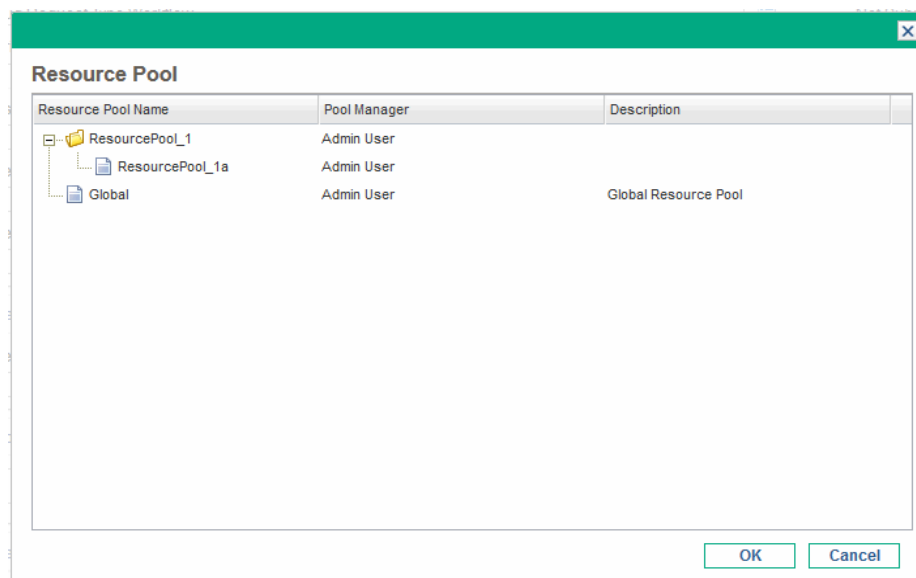 Resource Pool
Resource Pool Name Pool Manager Description
ResourcePool_1 Admin User
ResourcePool_1a Admin User
Global Admin User Global Resource Pool
OK Cancel